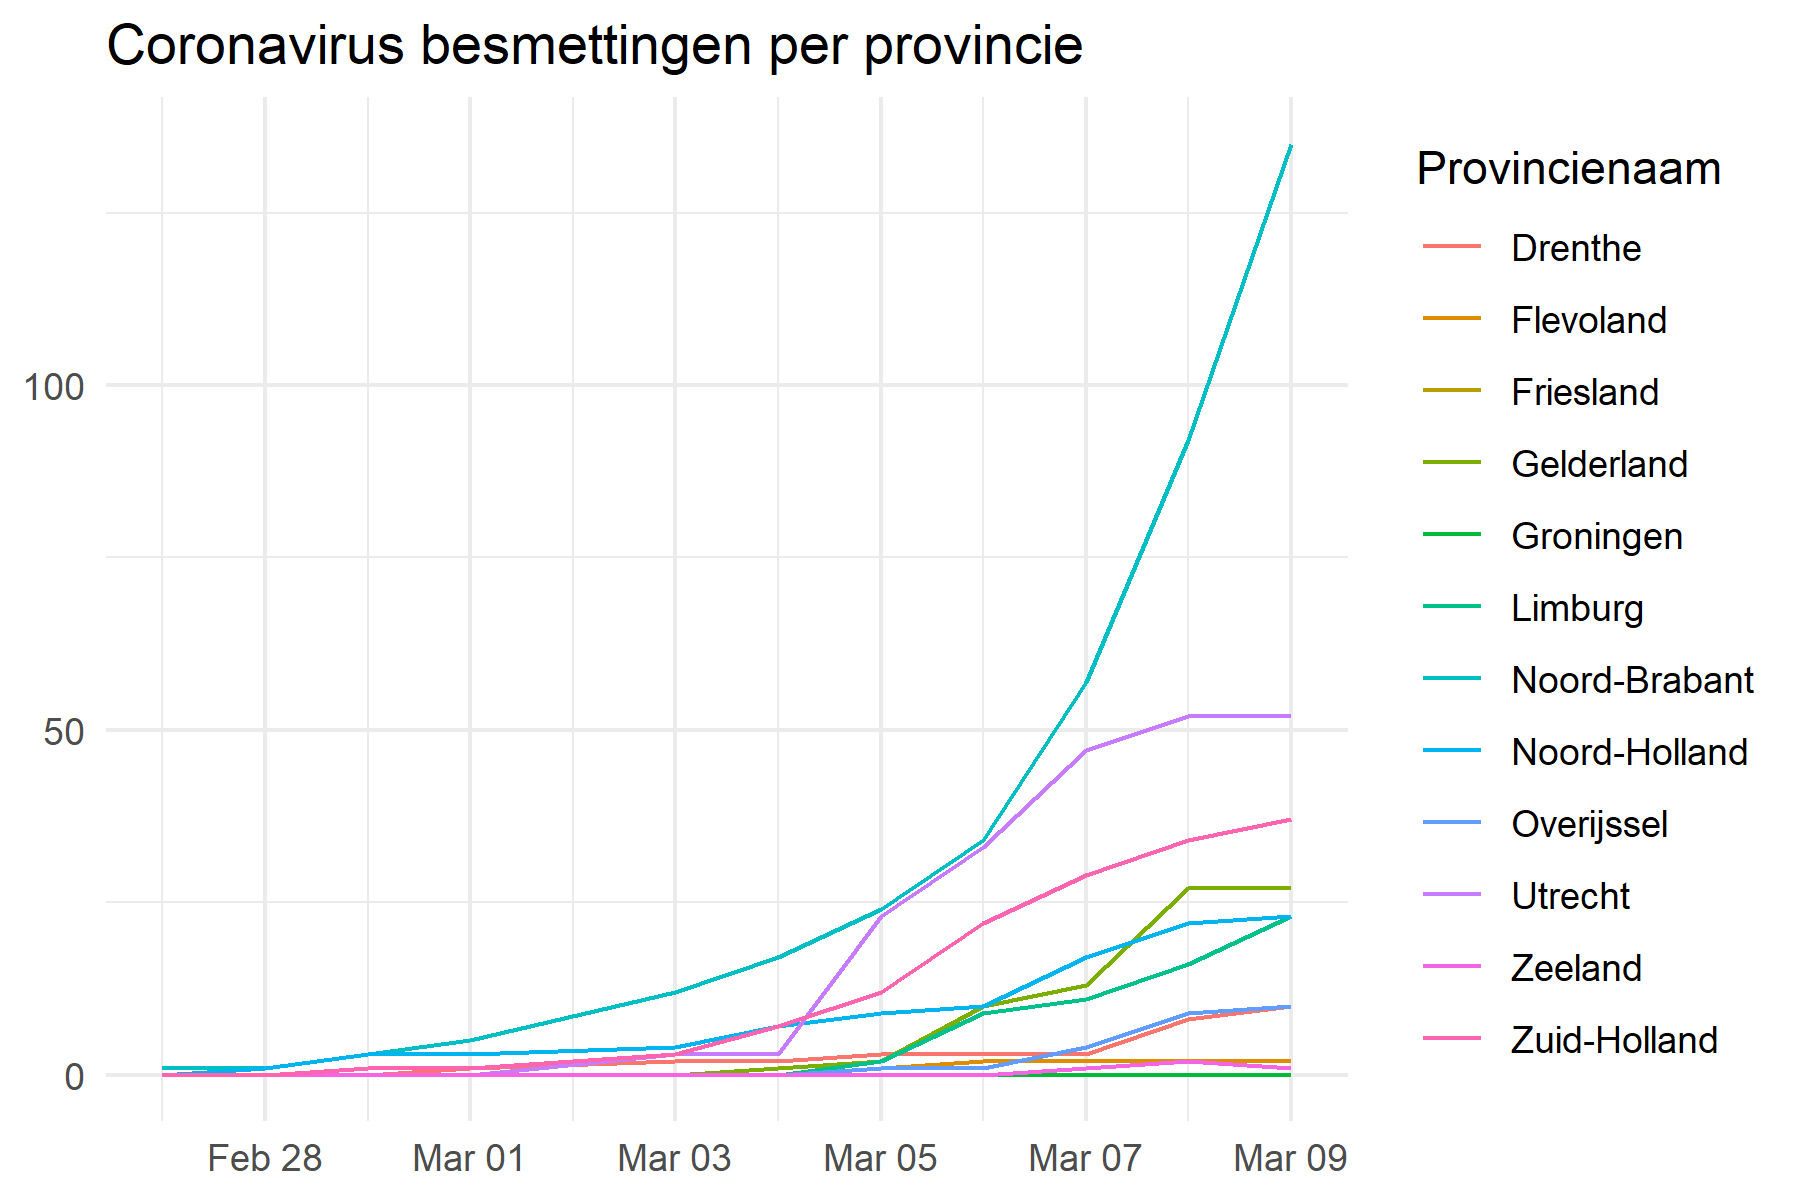 Coronavirus besmettingen per provincie
Provincienaam
Drenthe
Flevoland
Friesland
Gelderland
Groningen
Limburg
Noord-Brabant
Noord-Holland
Overijssel
Utrecht
Zeeland
Zuid-Holland
100
50
0
Feb 28 Mar 01 Mar 03 Mar 05 Mar 07 Mar 09